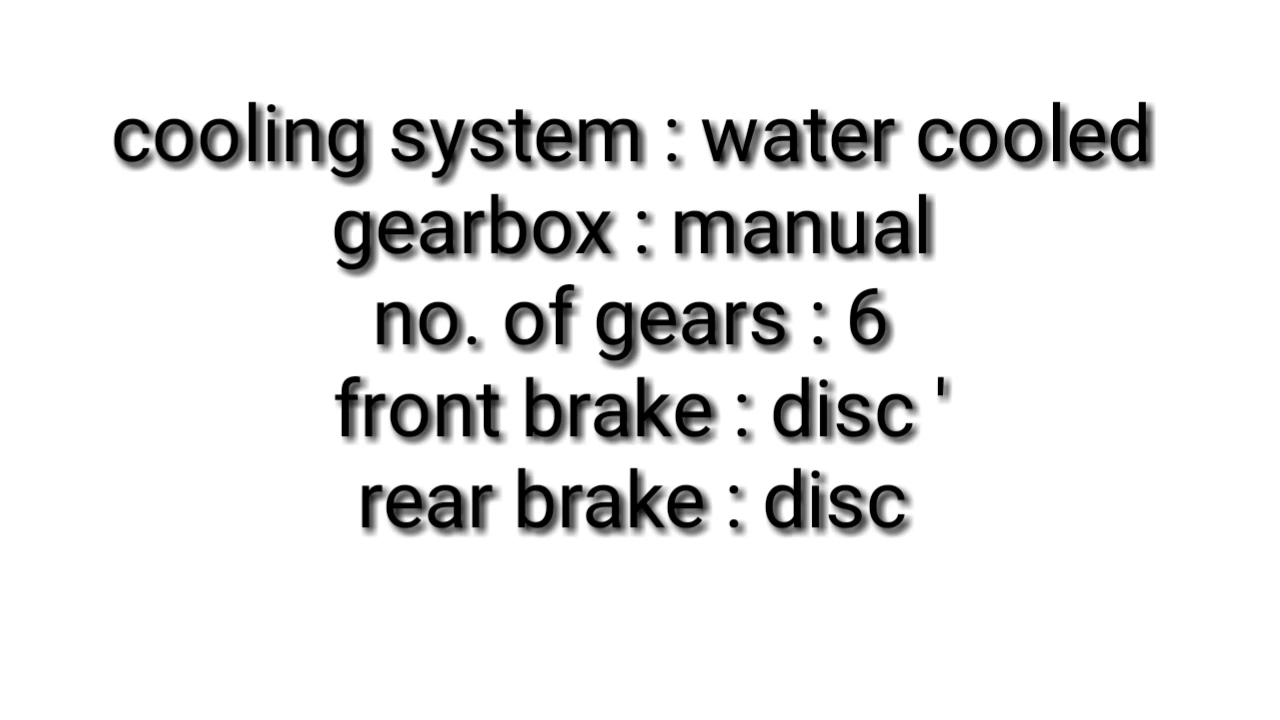 cooling system : water cooled
gearbox : manual
no. of gears : 6
front brake : disc '
rear brake : disc